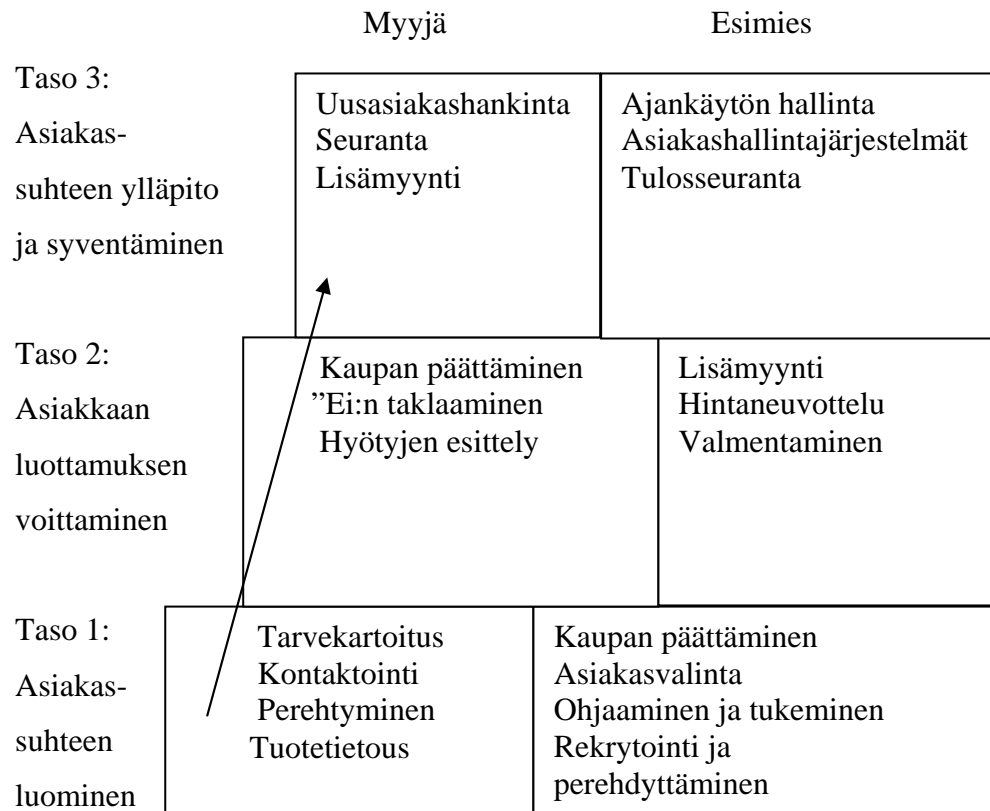 Myyjä
Esimies
Taso 3:
Asiakas-
suhteen ylläpito
ja syventäminen
Uusasiakashankinta
Seuranta
Lisämyynti
Ajankäytön hallinta
Asiakashallintajärjestelmät
Tulosseuranta
Taso 2:
Asiakkaan
luottamuksen
voittaminen
Kaupan päättäminen
”Ei:n taklaaminen
Hyötyjen esittely
Lisämyynti
Hintaneuvottelu
Valmentaminen
Taso 1:
Asiakas-
suhteen
luominen
Tarvekartoitus
Kontaktointi
Perehtyminen
Tuotetietous
Kaupan päättäminen
Asiakasvalinta
Ohjaaminen ja tukeminen
Rekrytointi ja
perehdyttäminen